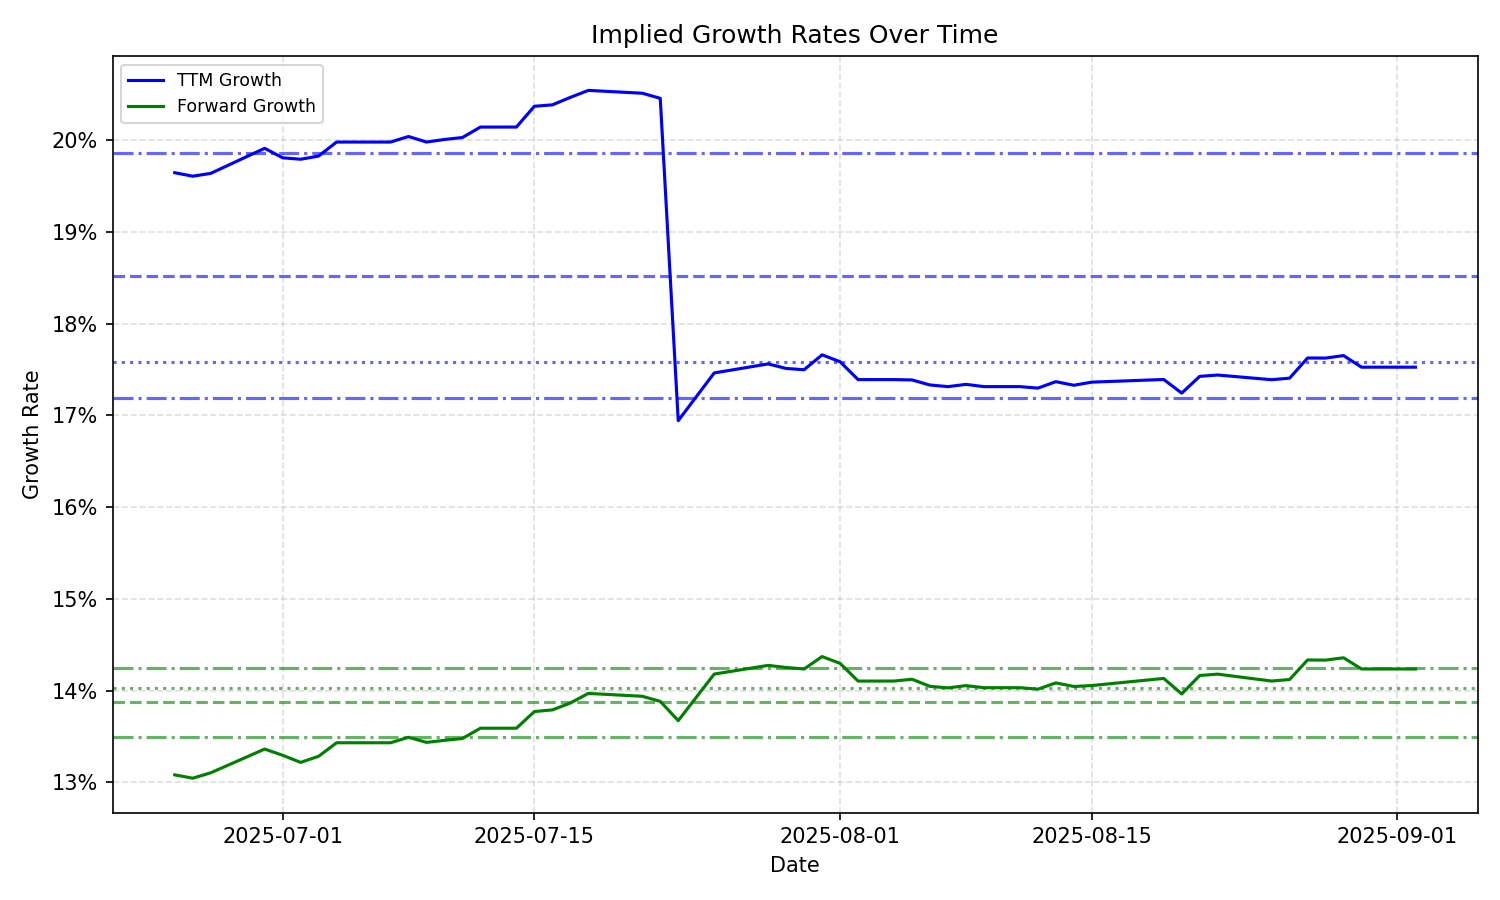 Implied Growth Rates Over Time
TTM Growth
Forward Growth
20%
19%
18%
17%
16%
15%
14%
13%
Growth Rate
2025-07-01
2025-07-15
2025-08-01
2025-08-15
2025-09-01
Date